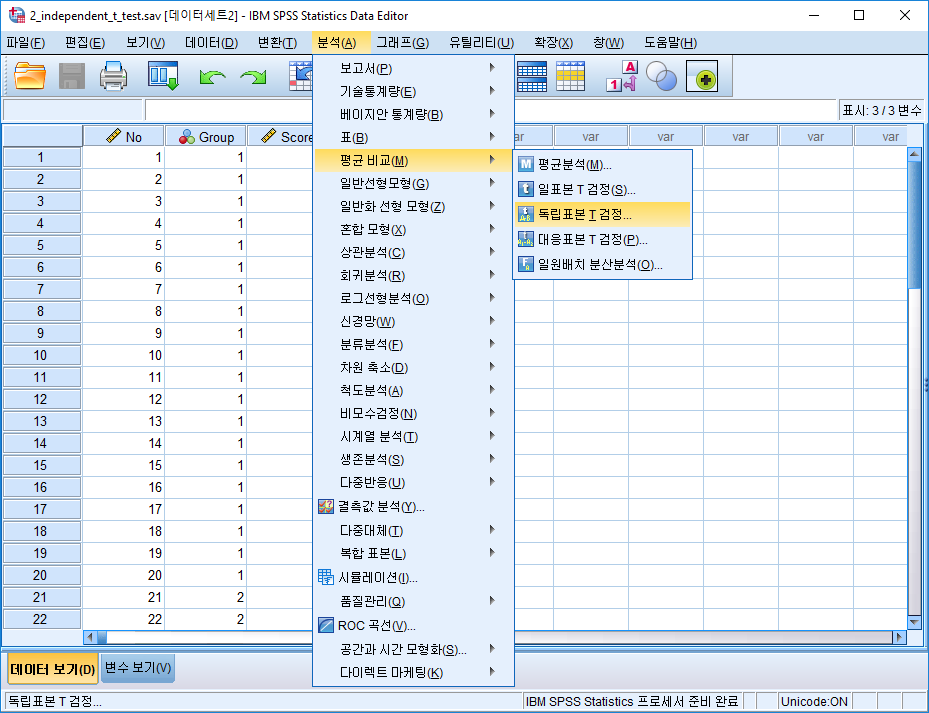 2_independent_t_test.sav [데이터세트2] - IBM SPSS Statistics Data Editor
파일(F) 편집(E) 보기(V) 데이터(D) 변환(T) 분석(A) 그래프(G) 유틸리티(U) 확장(X) 창(W) 도움말(H)
표시: 3 / 3 변수
No Group Score var var var var var
보고서(P)
기술통계량(E)
베이지안 통계량(B)
표(B)
평균 비교(M)
일반선형모형(G)
일반화 선형 모형(Z)
혼합 모형(X)
상관분석(C)
회귀분석(R)
로그선형분석(O)
신경망(W)
분류분석(F)
차원 축소(D)
척도분석(A)
비모수검정(N)
시계열 분석(T)
생존분석(S)
다중반응(U)
결측값 분석(Y)...
다중대체(T)
복합 표본(L)
시뮬레이션(I)...
품질관리(Q)
ROC 곡선(V)...
공간과 시간 모형화(S)...
다이렉트 마케팅(K)
M 평균분석(M)...
t 일표본 T 검정(S)...
독립표본 T 검정...
대응표본 T 검정(P)...
일원배치 분산분석(O)...
1 1 1
2 2 1
3 3 1
4 4 1
5 5 1
6 6 1
7 7 1
8 8 1
9 9 1
10 10 1
11 11 1
12 12 1
13 13 1
14 14 1
15 15 1
16 16 1
17 17 1
18 18 1
19 19 1
20 20 1
21 21 2
22 22 2
데이터 보기(D) 변수 보기(V)
독립표본 T 검정... IBM SPSS Statistics 프로세서 준비 완료 Unicode:ON